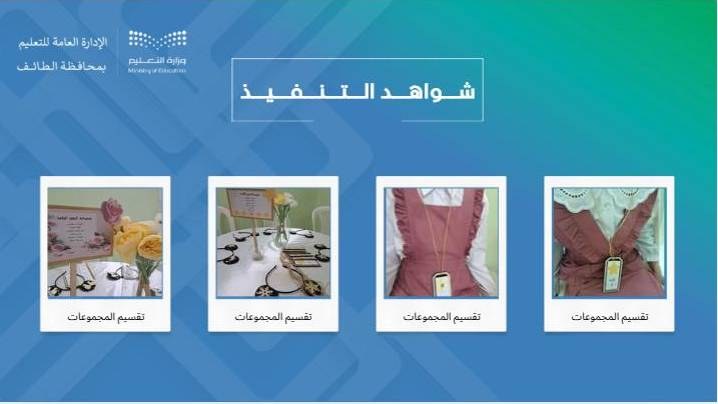 الإدارة العامة للتعليم
بمحافظة الطائف
وزارة التعليم
Ministry of Education
شواهد التنفيذ
تقسيم المجموعات
تقسيم المجموعات
تقسيم المجموعات
تقسيم المجموعات